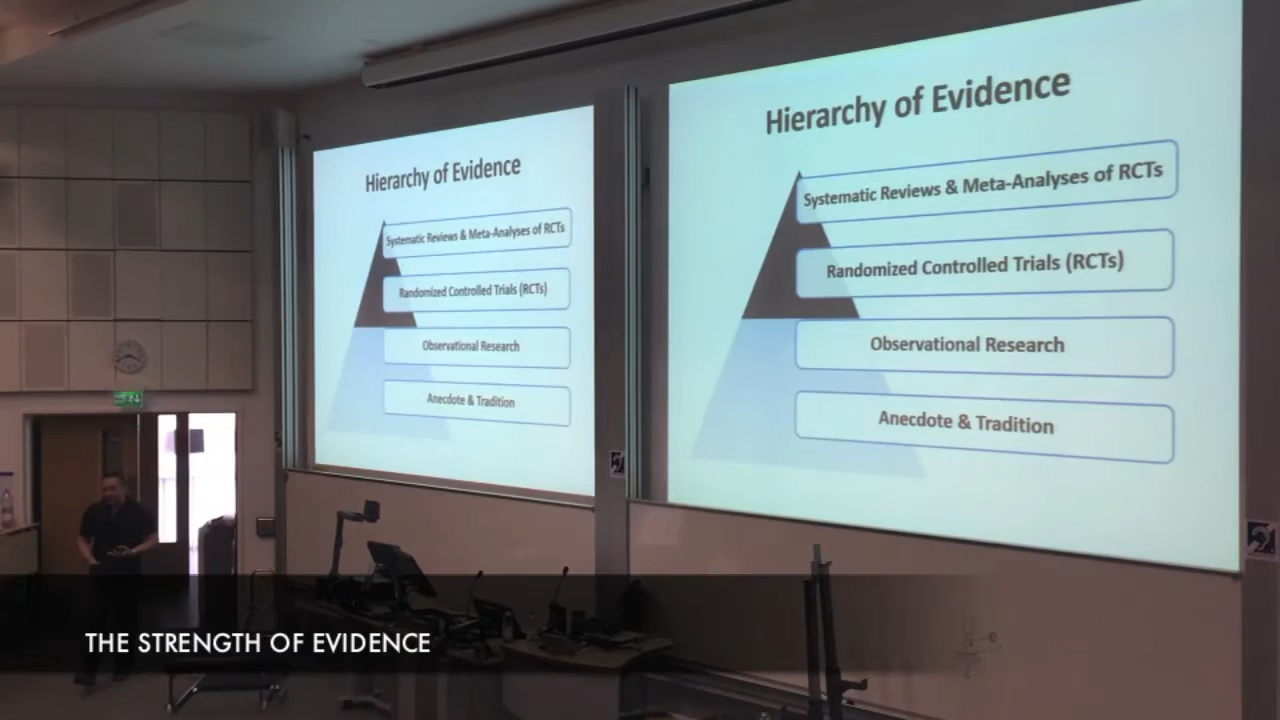 Hierarchy of Evidence
Systematic Reviews & Meta-Analyses of RCTs
Randomized Controlled Trials (RCTs)
Observational Research
Anecdote & Tradition
Hierarchy of Evidence
Systematic Reviews & Meta-Analyses of RCTs
Randomized Controlled Trials (RCTs)
Observational Research
Anecdote & Tradition
THE STRENGTH OF EVIDENCE